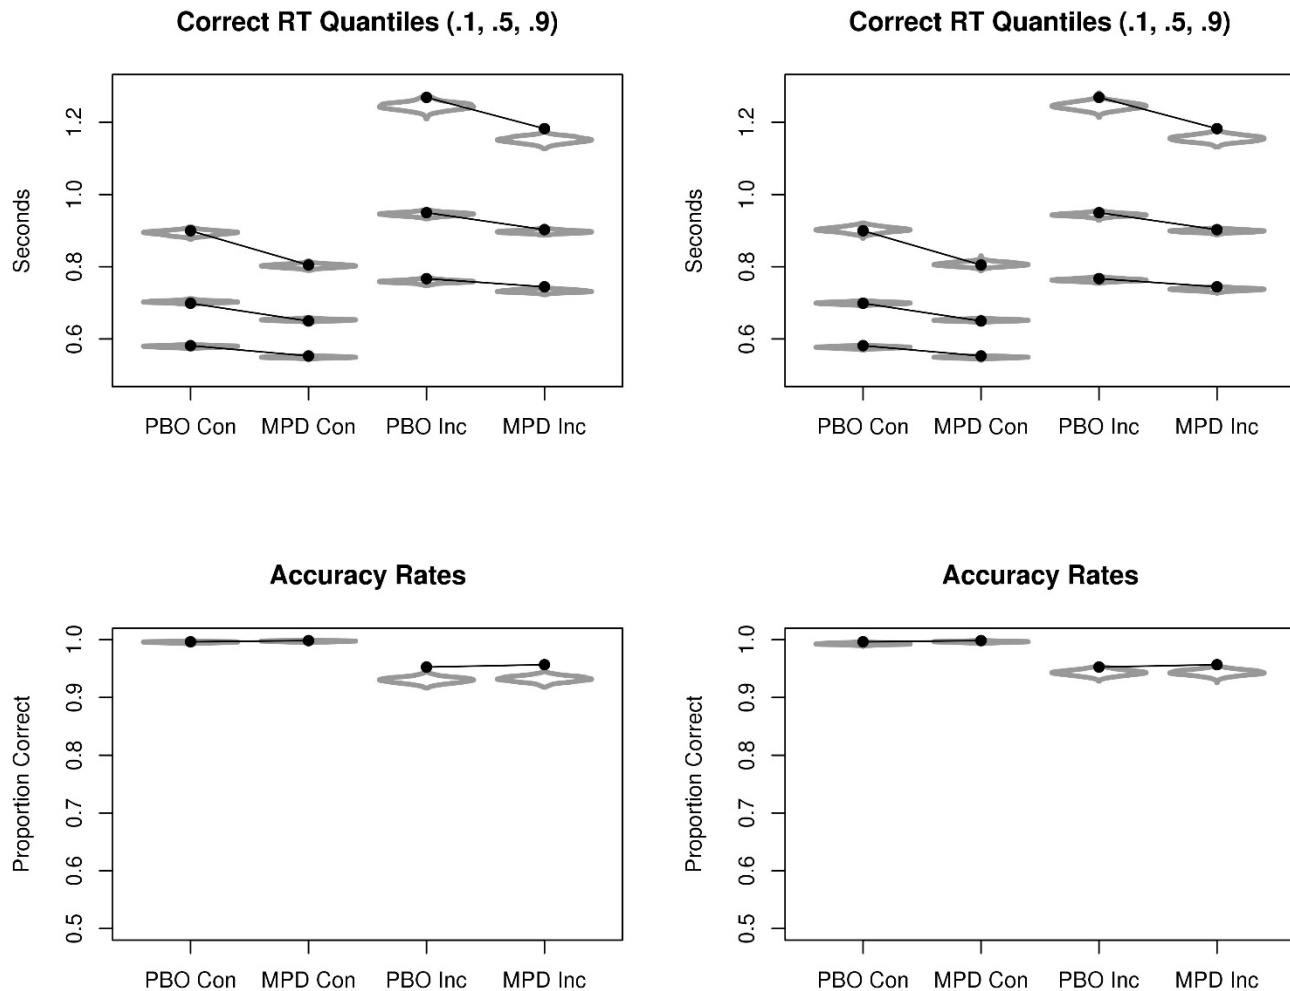 Correct RT Quantiles (.1, .5, .9)
Seconds
1.2
1.0
0.8
0.6
PBO Con MPD Con PBO Inc MPD Inc
Correct RT Quantiles (.1, .5, .9)
Seconds
1.2
1.0
0.8
0.6
PBO Con MPD Con PBO Inc MPD Inc
Accuracy Rates
Proportion Correct
1.0
0.9
0.8
0.7
0.6
0.5
PBO Con MPD Con PBO Inc MPD Inc
Accuracy Rates
Proportion Correct
1.0
0.9
0.8
0.7
0.6
0.5
PBO Con MPD Con PBO Inc MPD Inc